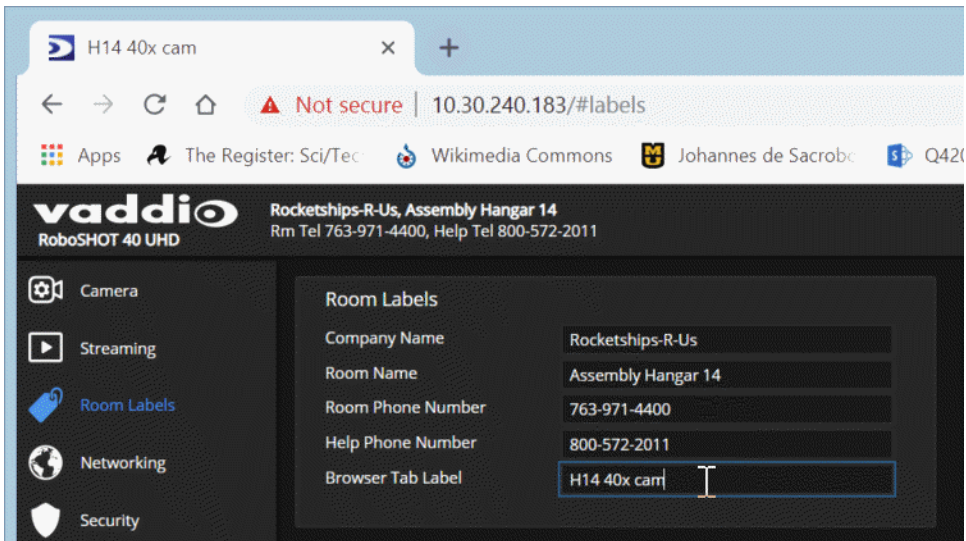 H14 40x cam
Not secure | 10.30.240.183/#labels
Apps The Register: Sci/Tec Wikimedia Commons Johannes de Sacrobo Q420
vaddio
RoboSHOT 40 UHD
Rocketships-R-Us, Assembly Hangar 14
Rm Tel 763-971-4400, Help Tel 800-572-2011
Camera
Streaming
Room Labels
Networking
Security
Room Labels
Company Name Rocketships-R-Us
Room Name Assembly Hangar 14
Room Phone Number 763-971-4400
Help Phone Number 800-572-2011
Browser Tab Label H14 40x cam